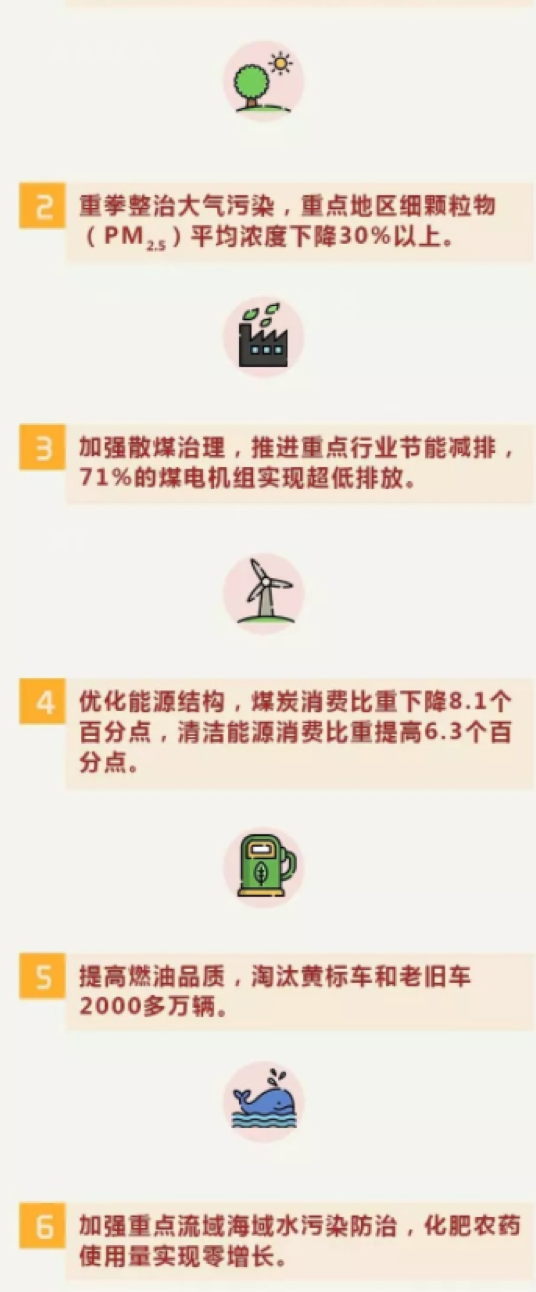 2
重拳整治大气污染，重点地区细颗粒物
（PM2.5）平均浓度下降30%以上。
3
加强散煤治理，推进重点行业节能减排，
71%的煤电机组实现超低排放。
4
优化能源结构，煤炭消费比重下降8.1个
百分点，清洁能源消费比重提高6.3个百
分点。
5
提高燃油品质，淘汰黄标车和老旧车
2000多万辆。
6
加强重点流域海域水污染防治，化肥农药
使用量实现零增长。